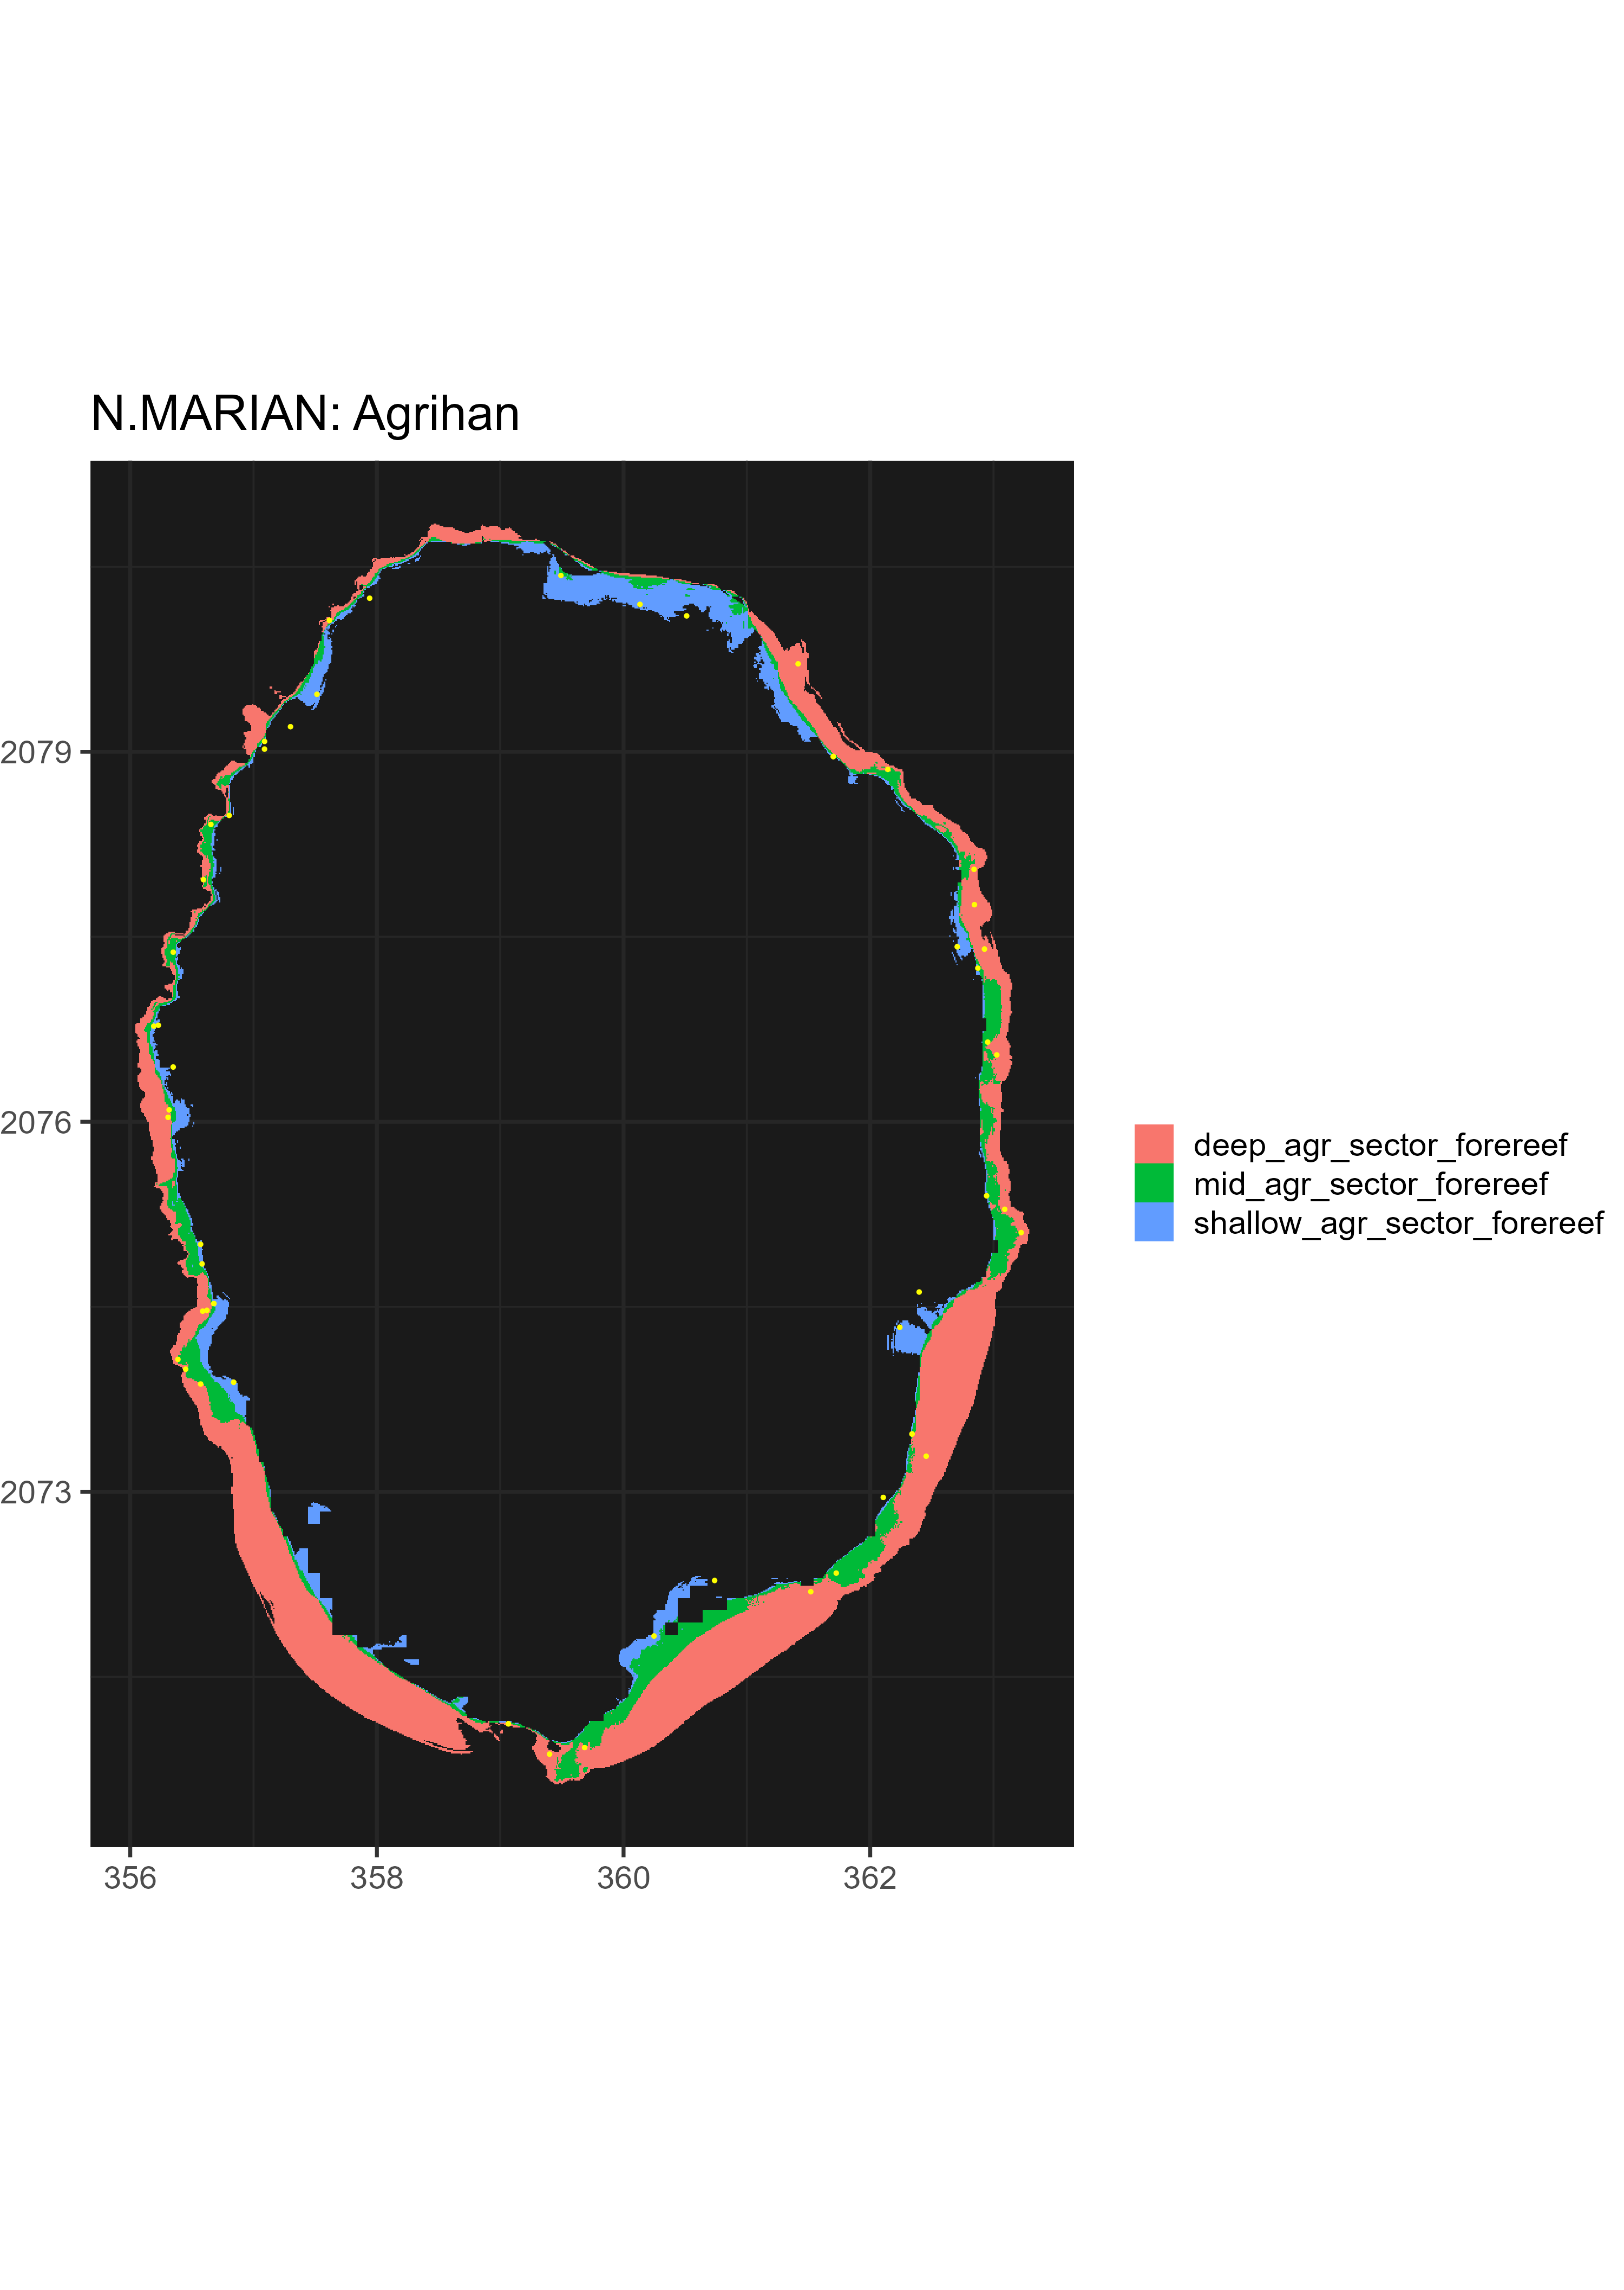 N.MARIAN: Agrihan
2079
2076
2073
356 358 360 362
deep_agr_sector_forereef
mid_agr_sector_forereef
shallow_agr_sector_forereef